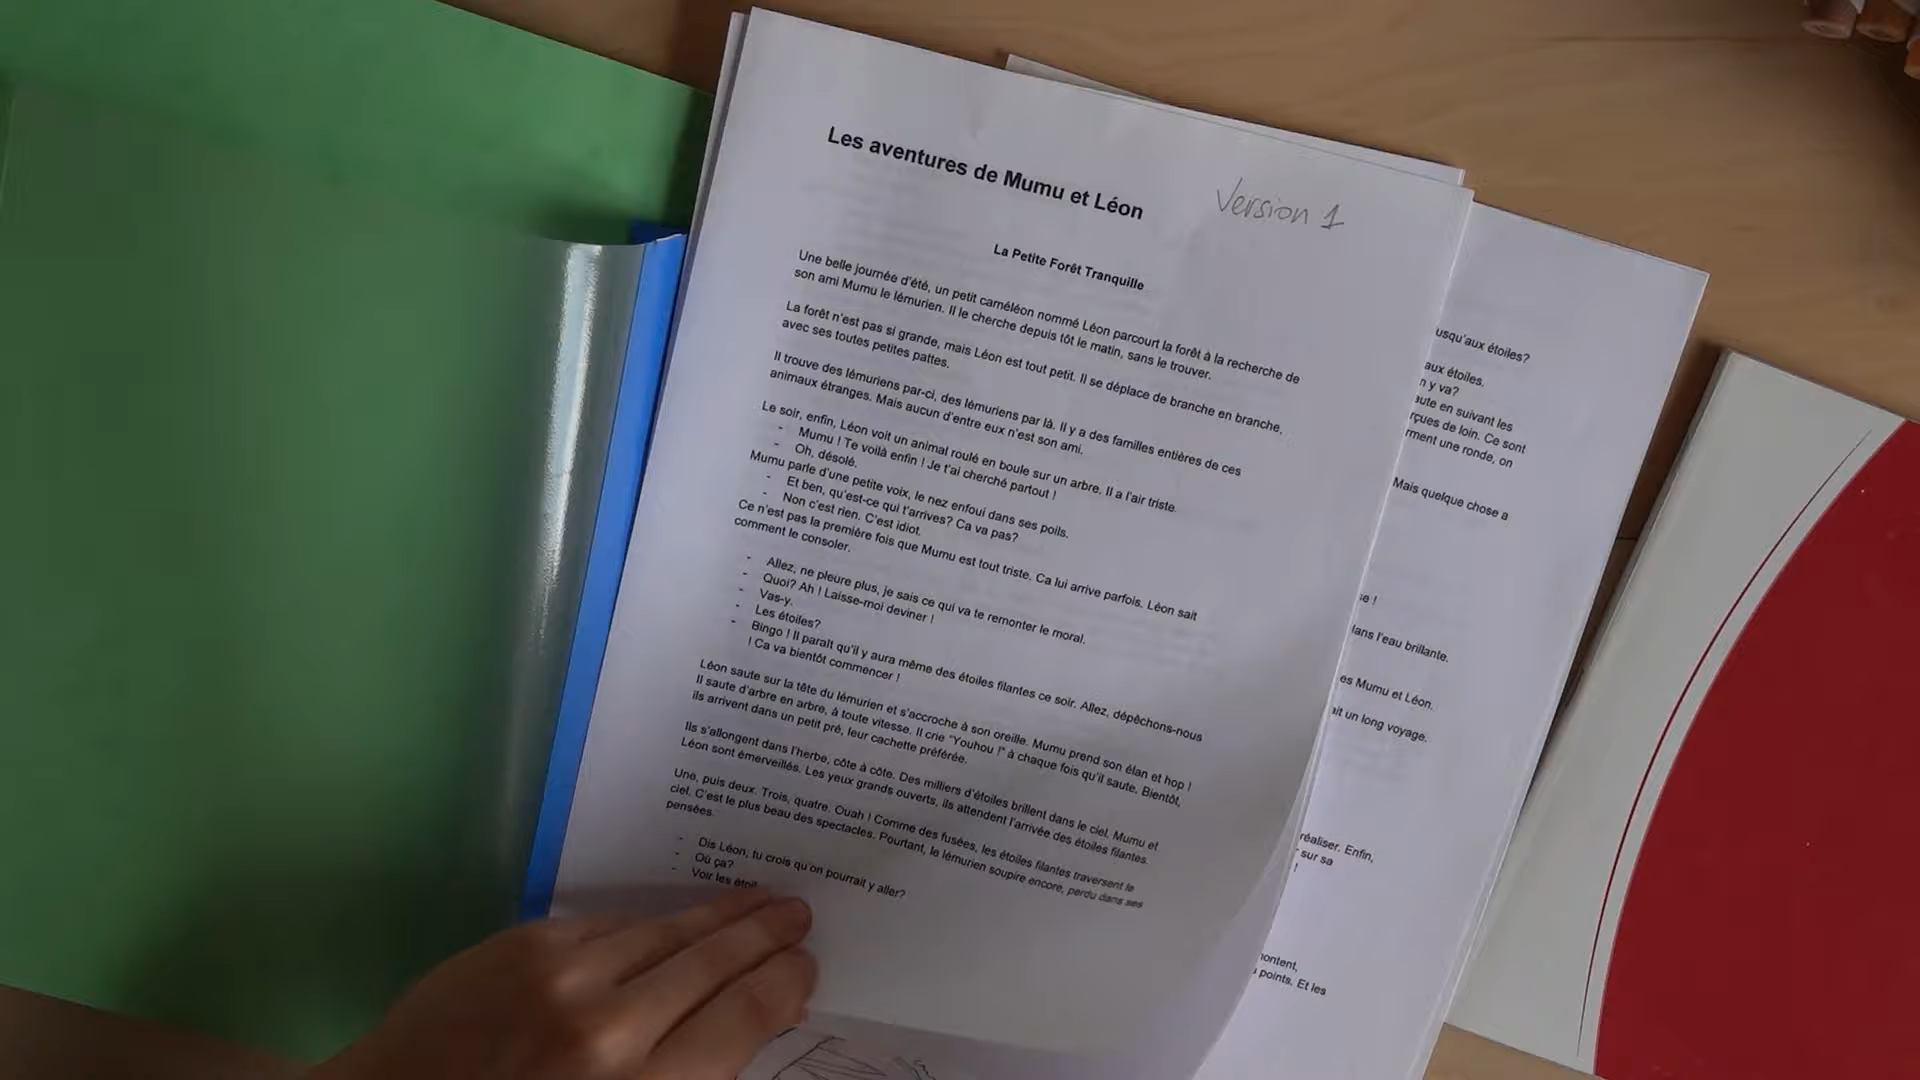 Les aventures de Mumu et Léon
Version 1
La Petite Forêt Tranquille
Une belle journée d'été, un petit caméléon nommé Léon parcourt la forêt à la recherche de
son ami Mumu le lémurien. Il le cherche depuis tôt le matin, sans le trouver.
La forêt n'est pas si grande, mais Léon est tout petit. Il se déplace de branche en branche,
avec ses toutes petites pattes.
Il trouve des lémuriens par-ci, des lémuriens par là. Il y a des familles entières de ces
animaux étranges. Mais aucun d'entre eux n'est son ami.
Le soir, enfin, Léon voit un animal roulé en boule sur un arbre. Il a l'air triste.
- Mumu ! Te voilà enfin ! Je t'ai cherché partout !
- Oh, désolé.
Mumu parle d'une petite voix, le nez enfoui dans ses poils.
- Et ben, qu'est-ce qui t'arrives? Ca va pas?
- Non c'est rien. C'est idiot.
Ce n'est pas la première fois que Mumu est tout triste. Ca lui arrive parfois. Léon sait
comment le consoler.
- Allez, ne pleure plus, je sais ce qui va te remonter le moral.
- Quoi? Ah ! Laisse-moi deviner !
- Vas-y.
- Les étoiles?
- Bingo ! Il paraît qu'il y aura même des étoiles filantes ce soir. Allez, dépêchons-nous
! Ca va bientôt commencer !
Léon saute sur la tête du lémurien et s'accroche à son oreille. Mumu prend son élan et hop !
Il saute d'arbre en arbre, à toute vitesse. Il crie "Youhou !" à chaque fois qu'il saute. Bientôt,
ils arrivent dans un petit pré, leur cachette préférée.
Ils s'allongent dans l'herbe, côte à côte. Des milliers d'étoiles brillent dans le ciel. Mumu et
Léon sont émerveillés. Les yeux grands ouverts, ils attendent l'arrivée des étoiles filantes.
Une, puis deux. Trois, quatre. Ouah ! Comme des fusées, les étoiles filantes traversent le
ciel. C'est le plus beau des spectacles. Pourtant, le lémurien soupire encore, perdu dans ses
pensées.
- Dis Léon, tu crois qu'on pourrait y aller?
- Où ça?
- Voir les
usqu'aux étoiles?
aux étoiles.
y va?
en suivant les
de loin. Ce sont
une ronde, on
Mais quelque chose a
se !
dans l'eau brillante.
es Mumu et Léon.
un long voyage.
réaliser. Enfin,
sur sa
!
points. Et les